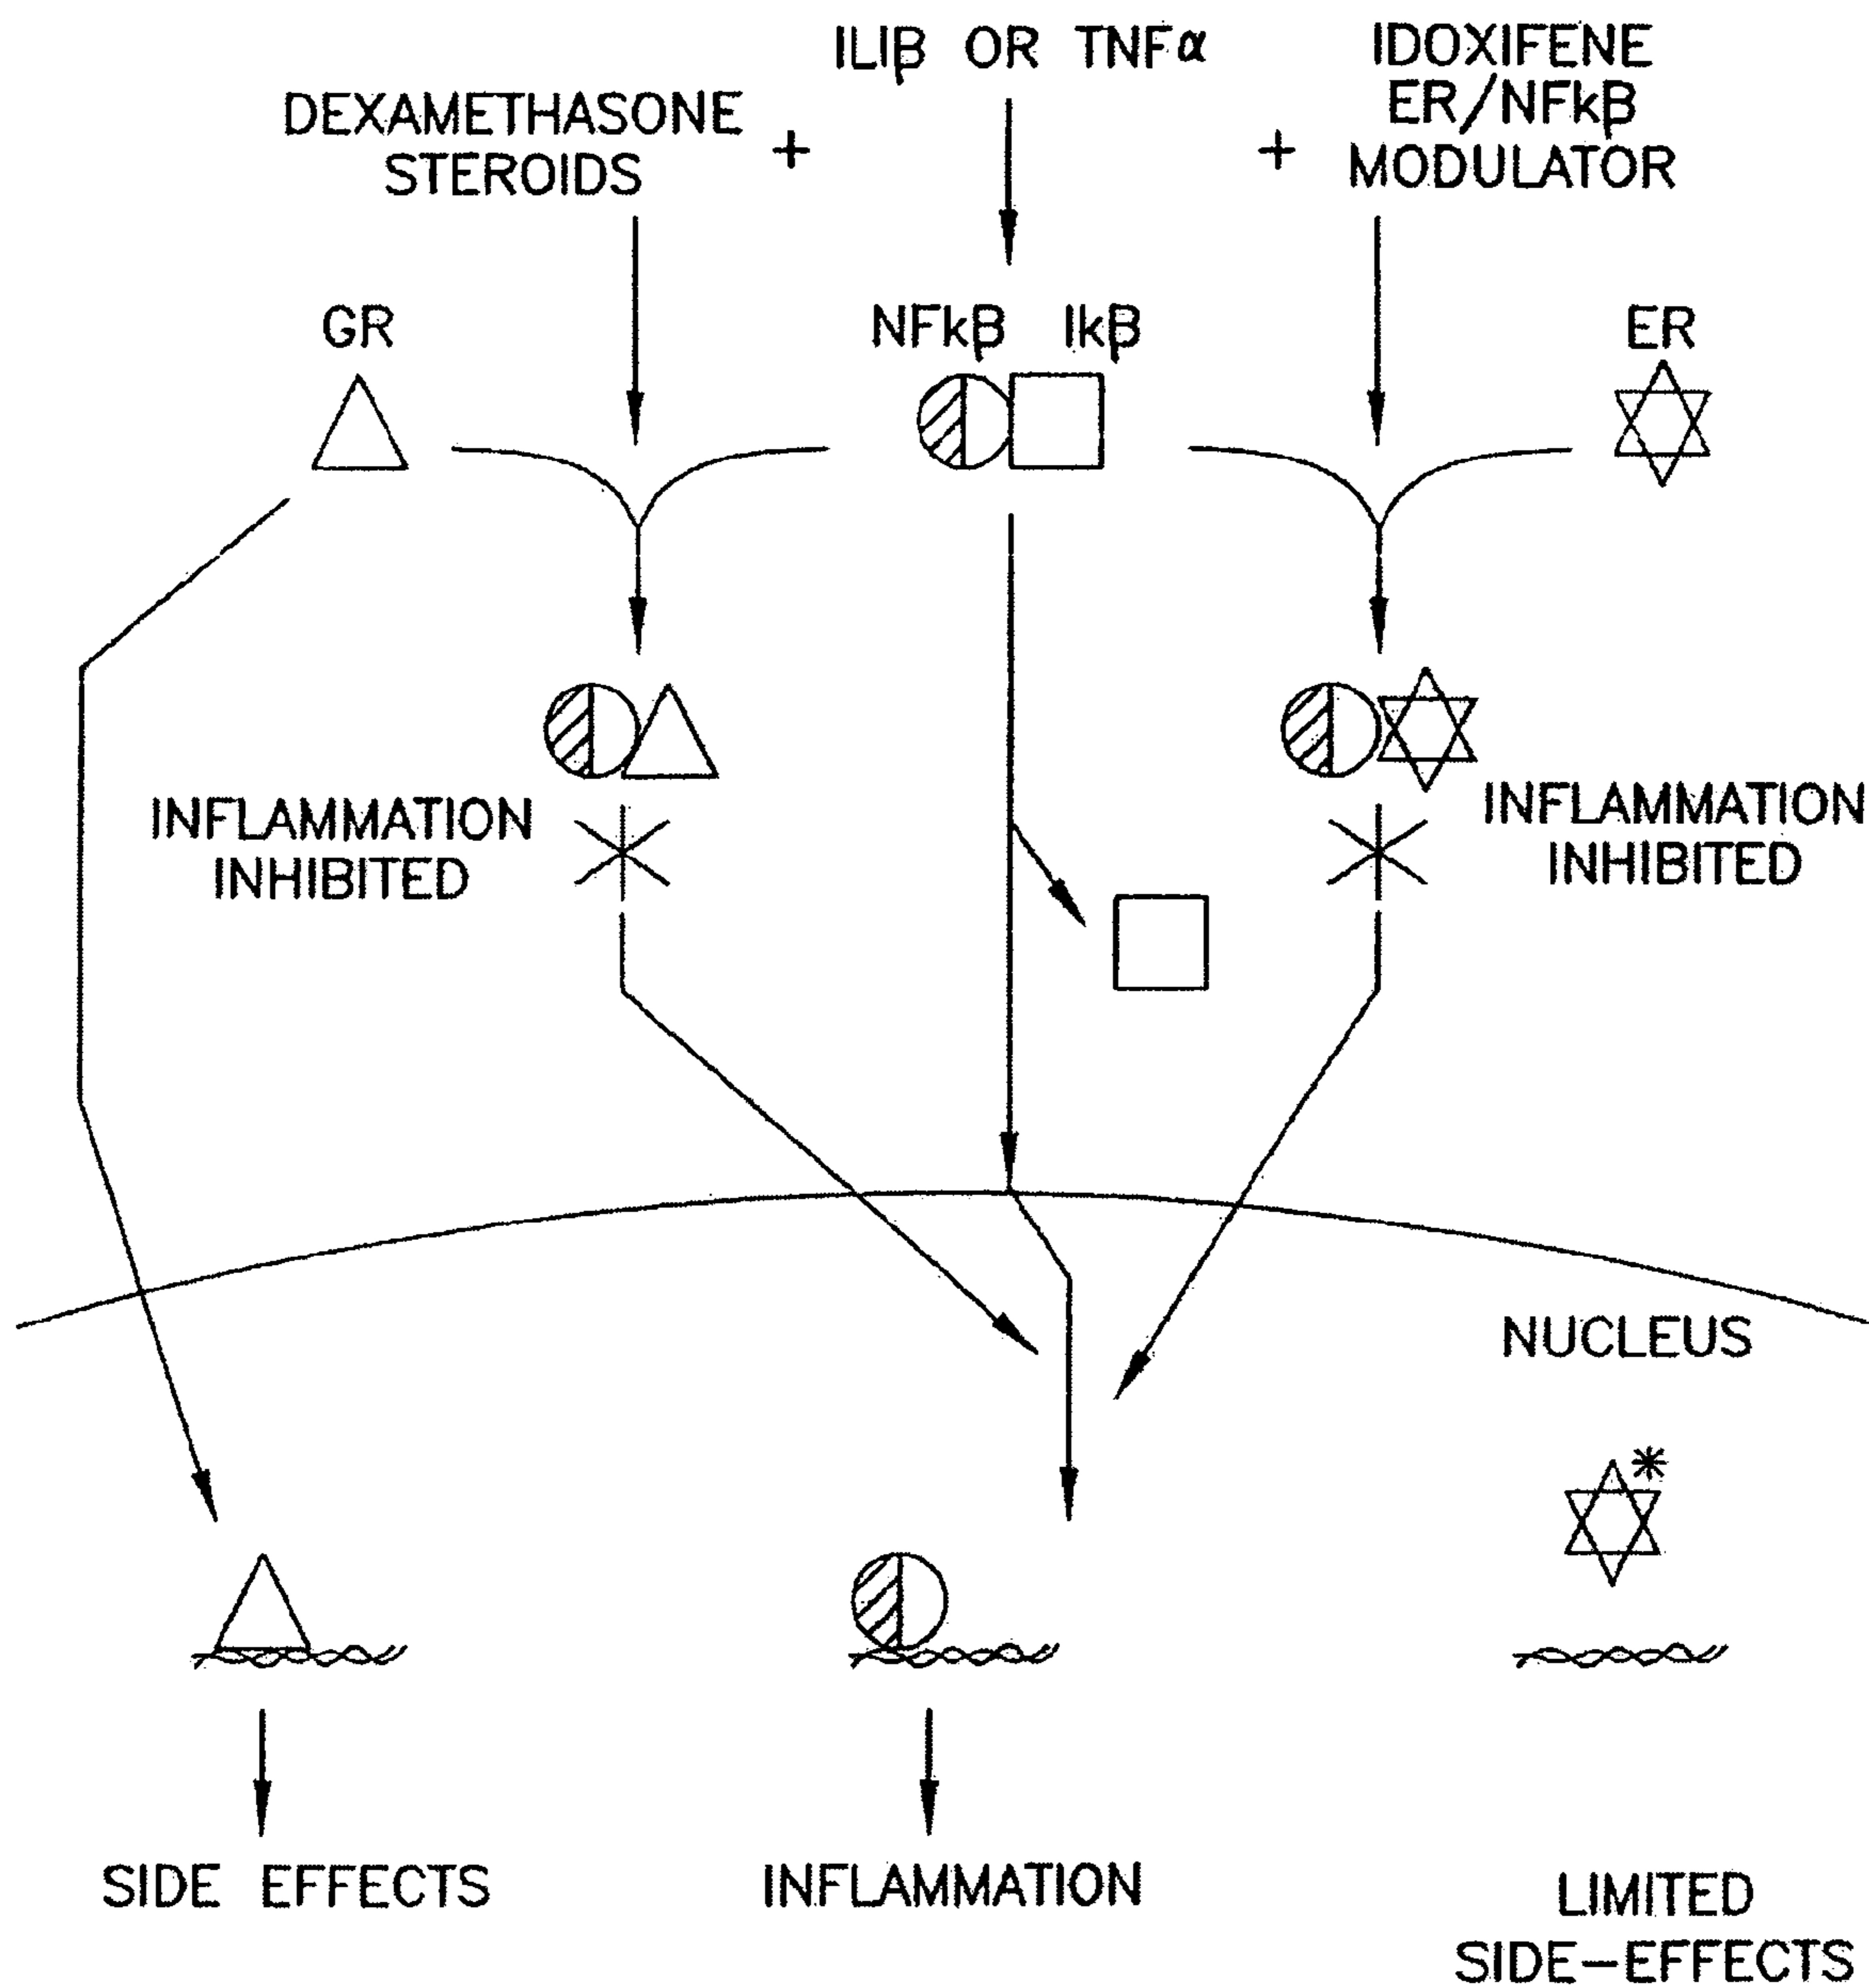 ILIβ OR TNFα
DEXAMETHASONE
STEROIDS
+
+
IDOXIFENE
ER/NFkβ
MODULATOR
GR
NFkβ
Ikβ
ER
INFLAMMATION
INHIBITED
INFLAMMATION
INHIBITED
NUCLEUS
*
SIDE EFFECTS
INFLAMMATION
LIMITED
SIDE-EFFECTS